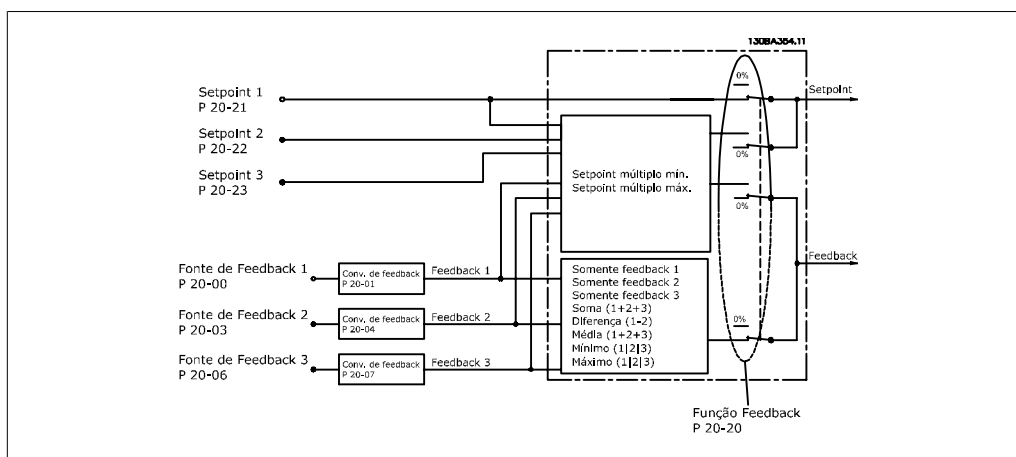 130BA354.11
Setpoint 1
P 20-21
Setpoint 2
P 20-22
Setpoint 3
P 20-23
0%
Setpoint
0%
Setpoint múltiplo mín.
Setpoint múltiplo máx.
0%
Feedback
Fonte de Feedback 1
P 20-00
Conv. de feedback
P 20-01
Feedback 1
Fonte de Feedback 2
P 20-03
Conv. de feedback
P 20-04
Feedback 2
Fonte de Feedback 3
P 20-06
Conv. de feedback
P 20-07
Feedback 3
Somente feedback 1
Somente feedback 2
Somente feedback 3
Soma (1+2+3)
Diferença (1-2)
Média (1+2+3)
Mínimo (1|2|3)
Máximo (1|2|3)
0%
Função Feedback
P 20-20